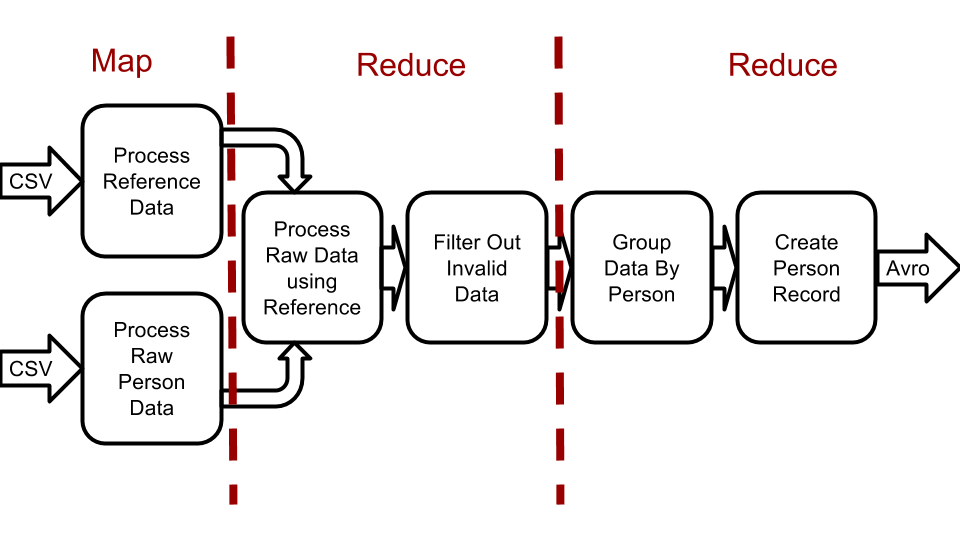 Map
Reduce
Reduce
CSV
Process
Reference
Data
CSV
Process
Raw
Person
Data
Process
Raw Data
using
Reference
Filter Out
Invalid
Data
Group
Data By
Person
Create
Person
Record
Avro